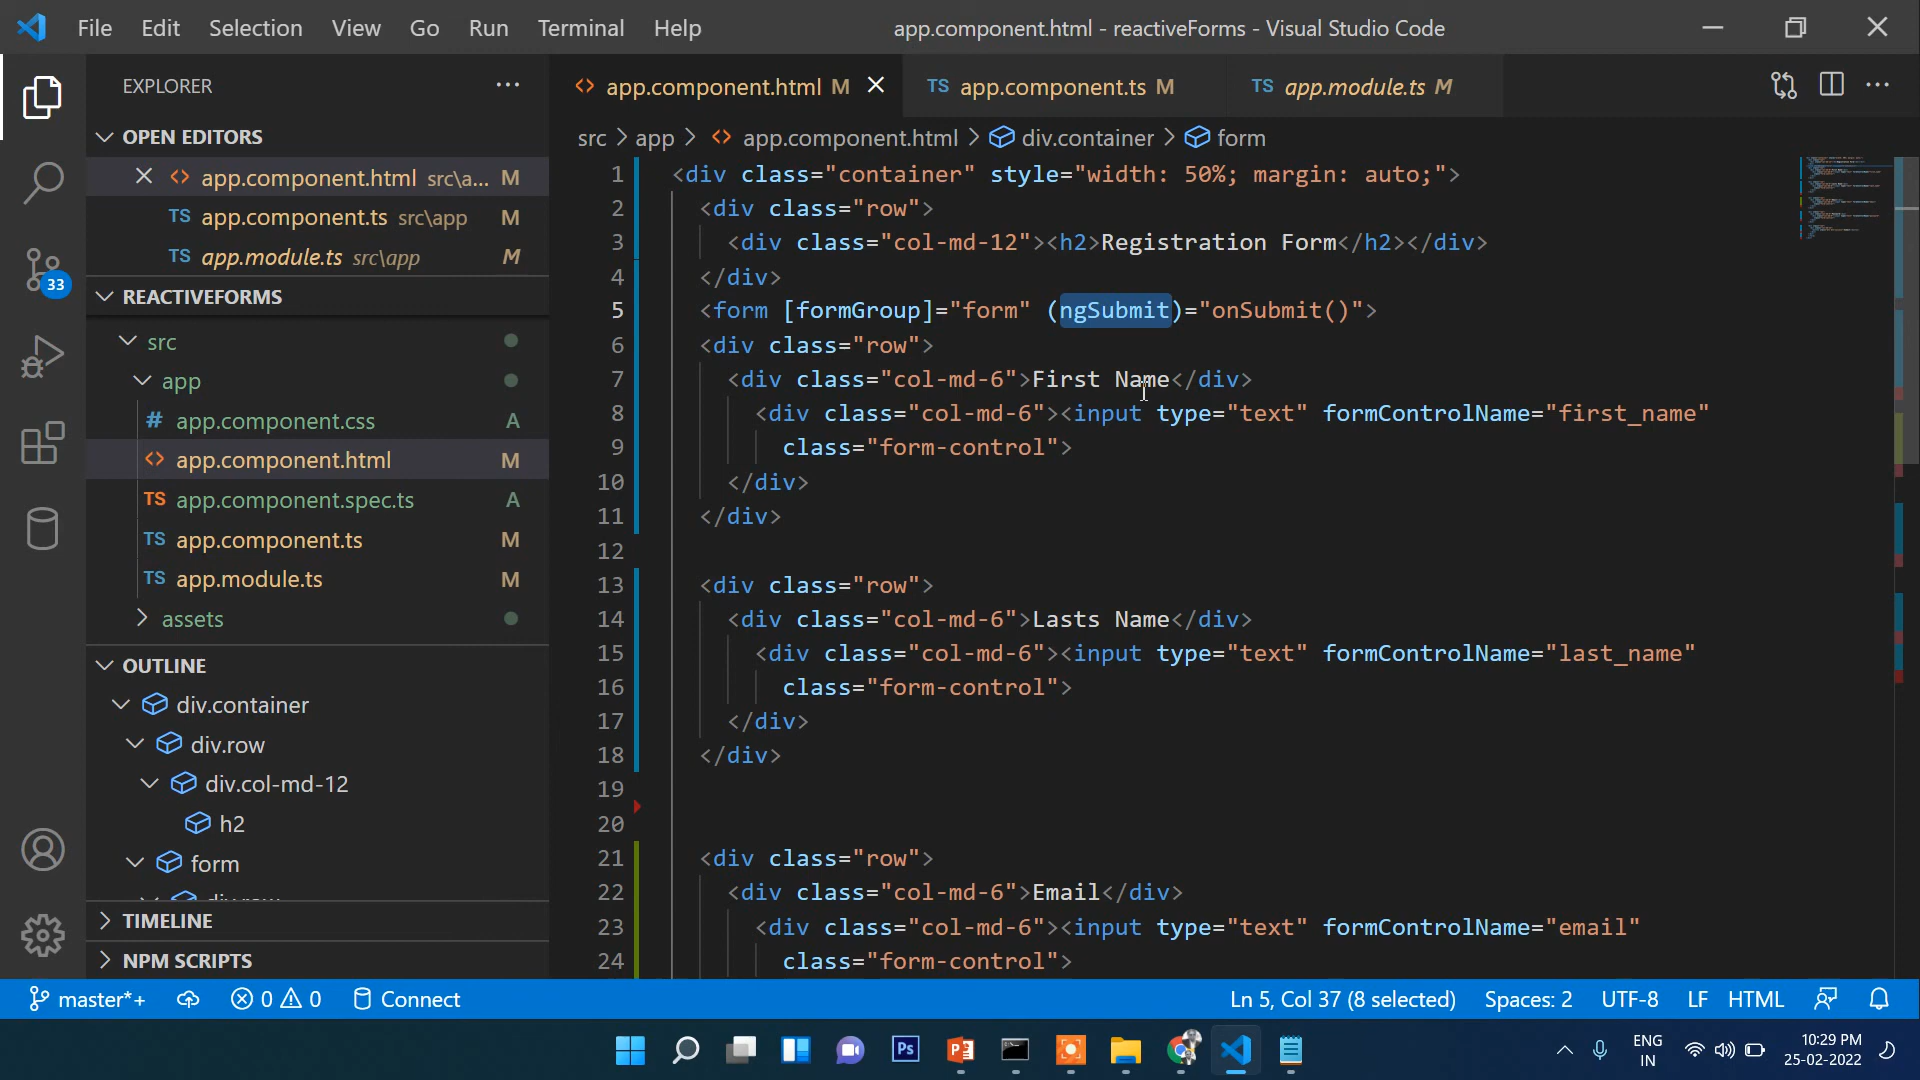 File Edit Selection View Go Run Terminal Help
app.component.html - reactiveForms - Visual Studio Code
EXPLORER
OPEN EDITORS
app.component.html src\a... M
TS app.component.ts src\app M
TS app.module.ts src\app M
REACTIVEFORMS
src
app
# app.component.css A
app.component.html M
TS app.component.spec.ts A
TS app.component.ts M
TS app.module.ts M
assets
OUTLINE
div.container
div.row
div.col-md-12
h2
form
div.row
TIMELINE
NPM SCRIPTS
33
app.component.html M
TS app.component.ts M
TS app.module.ts M
src > app > app.component.html > div.container > form
1 <div class="container" style="width: 50%; margin: auto;">
2 <div class="row">
3 <div class="col-md-12"><h2>Registration Form</h2></div>
4 </div>
5 <form [formGroup]="form" (ngSubmit)="onSubmit()">
6 <div class="row">
7 <div class="col-md-6">First Name</div>
8 <div class="col-md-6"><input type="text" formControlName="first_name"
9 class="form-control">
10 </div>
11 </div>
12
13 <div class="row">
14 <div class="col-md-6">Lasts Name</div>
15 <div class="col-md-6"><input type="text" formControlName="last_name"
16 class="form-control">
17 </div>
18 </div>
19
20
21 <div class="row">
22 <div class="col-md-6">Email</div>
23 <div class="col-md-6"><input type="text" formControlName="email"
24 class="form-control">
master*+ 0 0 Connect
Ln 5, Col 37 (8 selected) Spaces: 2 UTF-8 LF HTML
Ps
ENG
IN
10:29 PM
25-02-2022